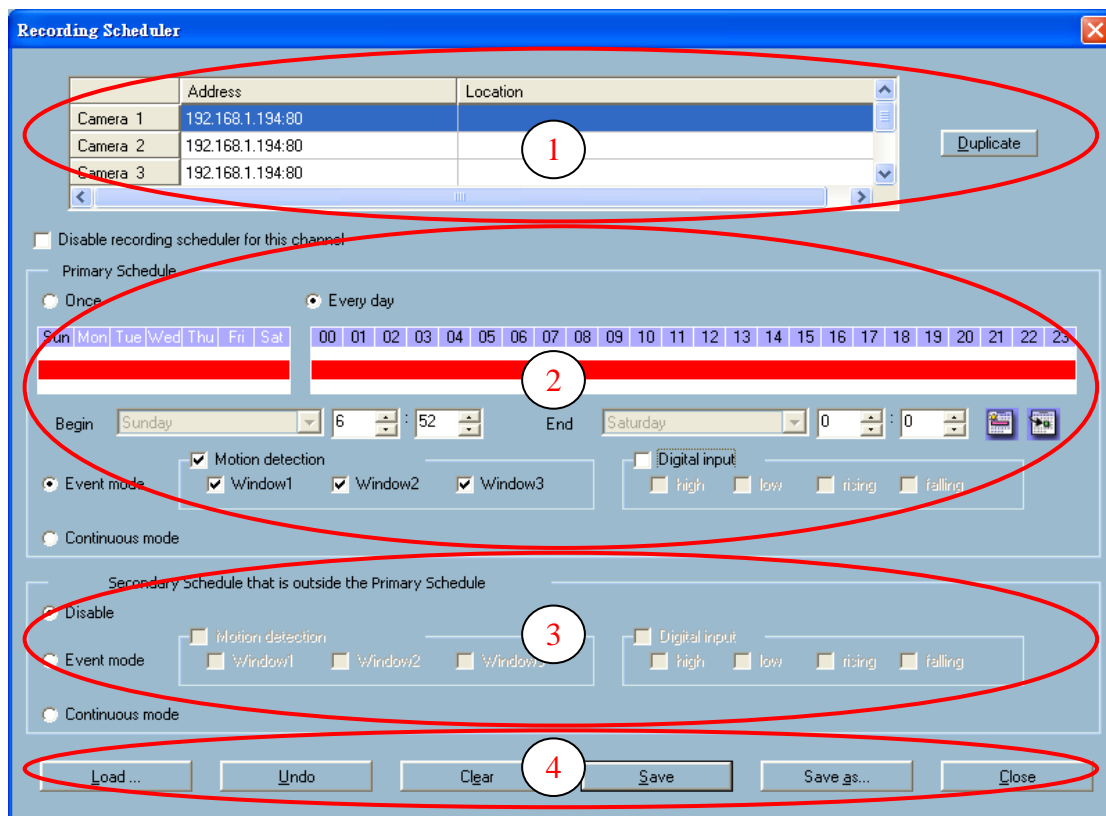 Recording Scheduler
Address Location
Camera 1 192.168.1.194:80
Camera 2 192.168.1.194:80
Camera 3 192.168.1.194:80
1
Duplicate
Disable recording scheduler for this channel
Primary Schedule
Once Every day
Sun Mon Tue Wed Thu Fri Sat 00 01 02 03 04 05 06 07 08 09 10 11 12 13 14 15 16 17 18 19 20 21 22 23
2
Begin Sunday 6 : 52 End Saturday 0 : 0
Motion detection Digital input
Event mode Window1 Window2 Window3 high low rising falling
Continuous mode
Secondary Schedule that is outside the Primary Schedule
Disable
3
Motion detection Digital input
Event mode Window1 Window2 Window3 high low rising falling
Continuous mode
4
Load ... Undo Clear Save Save as... Close